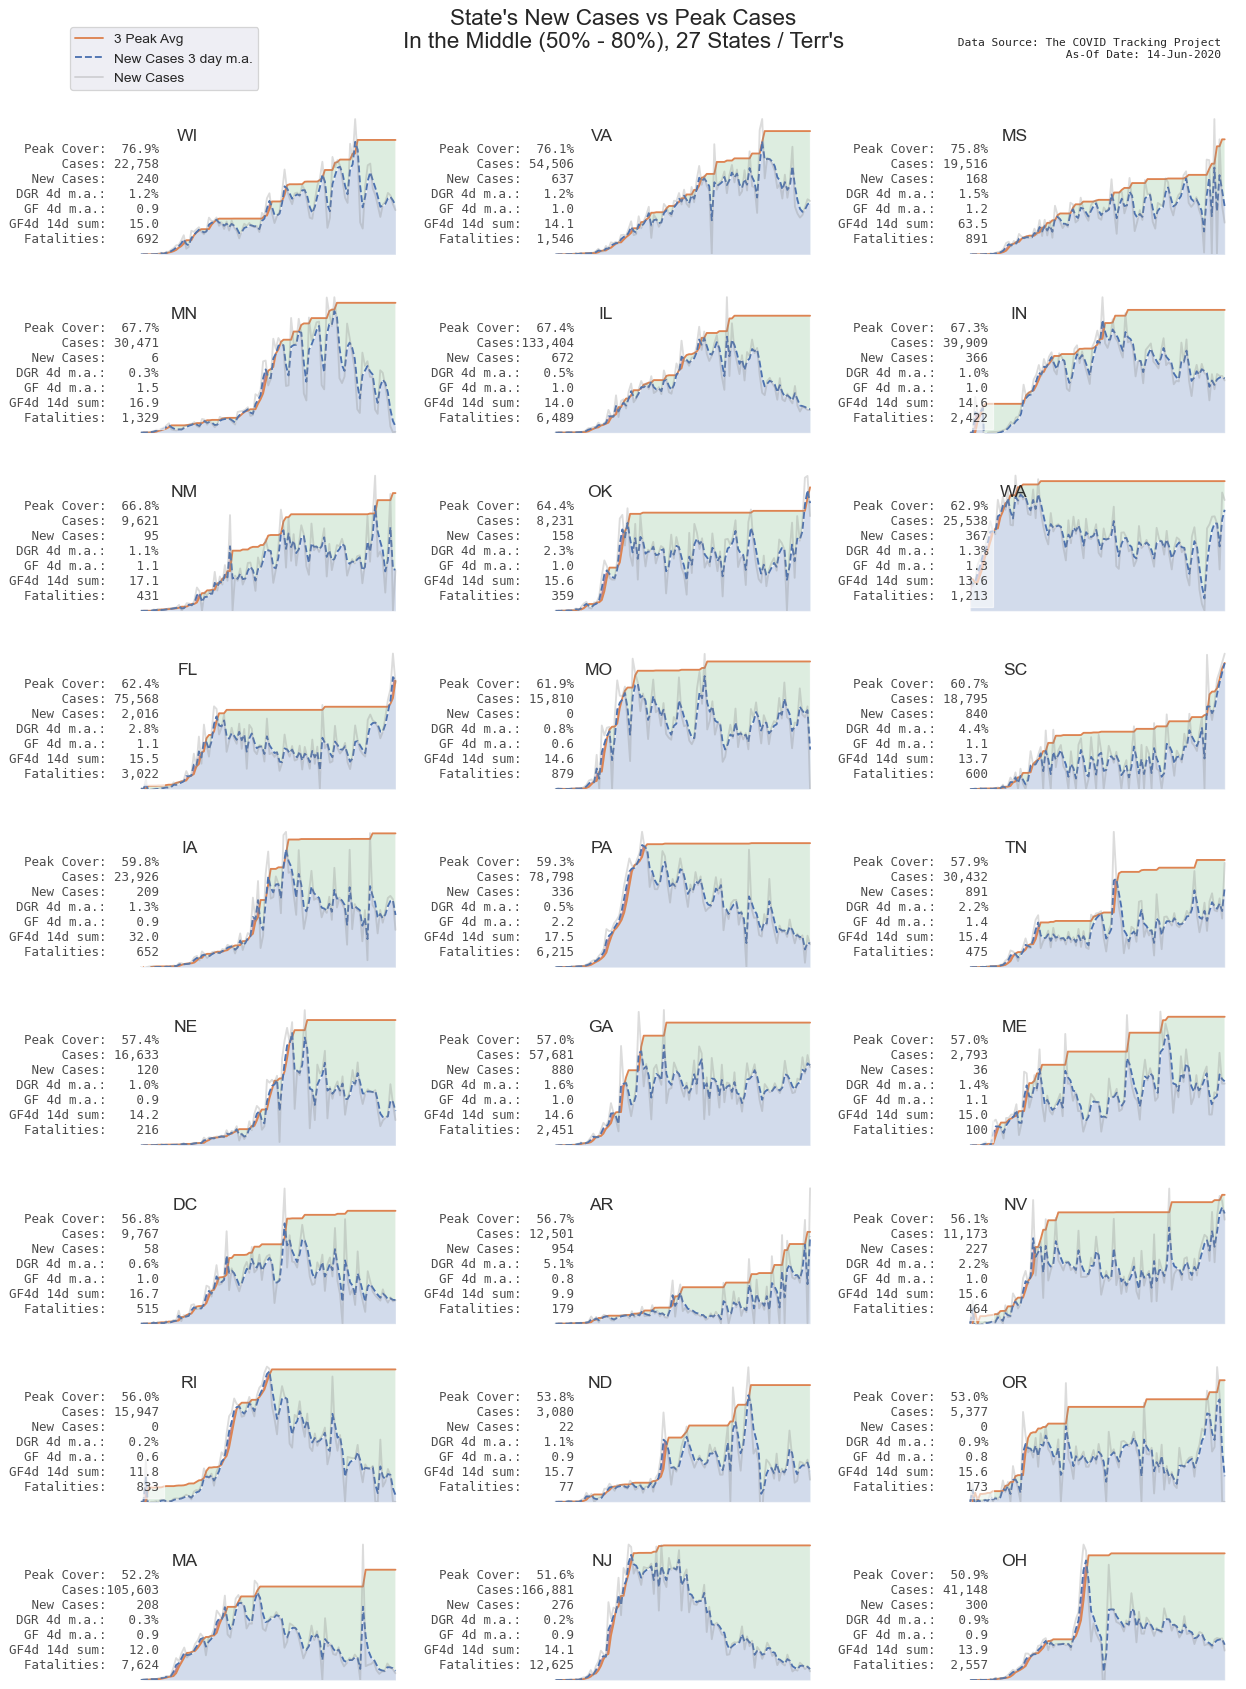 State's New Cases vs Peak Cases
In the Middle (50% - 80%), 27 States / Terr's
3 Peak Avg
New Cases 3 day m.a.
New Cases
Data Source: The COVID Tracking Project
As-Of Date: 14-Jun-2020
WI
Peak Cover: 76.9%
Cases: 22,758
New Cases: 240
DGR 4d m.a.: 1.2%
GF 4d m.a.: 0.9
GF4d 14d sum: 15.0
Fatalities: 692
VA
Peak Cover: 76.1%
Cases: 54,506
New Cases: 637
DGR 4d m.a.: 1.2%
GF 4d m.a.: 1.0
GF4d 14d sum: 14.1
Fatalities: 1,546
MS
Peak Cover: 75.8%
Cases: 19,516
New Cases: 168
DGR 4d m.a.: 1.5%
GF 4d m.a.: 1.2
GF4d 14d sum: 63.5
Fatalities: 891
MN
Peak Cover: 67.7%
Cases: 30,471
New Cases: 6
DGR 4d m.a.: 0.3%
GF 4d m.a.: 1.5
GF4d 14d sum: 16.9
Fatalities: 1,329
IL
Peak Cover: 67.4%
Cases:133,404
New Cases: 672
DGR 4d m.a.: 0.5%
GF 4d m.a.: 1.0
GF4d 14d sum: 14.0
Fatalities: 6,489
IN
Peak Cover: 67.3%
Cases: 39,909
New Cases: 366
DGR 4d m.a.: 1.0%
GF 4d m.a.: 1.0
GF4d 14d sum: 14.6
Fatalities: 2,422
NM
Peak Cover: 66.8%
Cases: 9,621
New Cases: 95
DGR 4d m.a.: 1.1%
GF 4d m.a.: 1.1
GF4d 14d sum: 17.1
Fatalities: 431
OK
Peak Cover: 64.4%
Cases: 8,231
New Cases: 158
DGR 4d m.a.: 2.3%
GF 4d m.a.: 1.0
GF4d 14d sum: 15.6
Fatalities: 359
WA
Peak Cover: 62.9%
Cases: 25,538
New Cases: 367
DGR 4d m.a.: 1.3%
GF 4d m.a.: 1.3
GF4d 14d sum: 13.6
Fatalities: 1,213
FL
Peak Cover: 62.4%
Cases: 75,568
New Cases: 2,016
DGR 4d m.a.: 2.8%
GF 4d m.a.: 1.1
GF4d 14d sum: 15.5
Fatalities: 3,022
MO
Peak Cover: 61.9%
Cases: 15,810
New Cases: 0
DGR 4d m.a.: 0.8%
GF 4d m.a.: 0.6
GF4d 14d sum: 14.6
Fatalities: 879
SC
Peak Cover: 60.7%
Cases: 18,795
New Cases: 840
DGR 4d m.a.: 4.4%
GF 4d m.a.: 1.1
GF4d 14d sum: 13.7
Fatalities: 600
IA
Peak Cover: 59.8%
Cases: 23,926
New Cases: 209
DGR 4d m.a.: 1.3%
GF 4d m.a.: 0.9
GF4d 14d sum: 32.0
Fatalities: 652
PA
Peak Cover: 59.3%
Cases: 78,798
New Cases: 336
DGR 4d m.a.: 0.5%
GF 4d m.a.: 2.2
GF4d 14d sum: 17.5
Fatalities: 6,215
TN
Peak Cover: 57.9%
Cases: 30,432
New Cases: 891
DGR 4d m.a.: 2.2%
GF 4d m.a.: 1.4
GF4d 14d sum: 15.4
Fatalities: 475
NE
Peak Cover: 57.4%
Cases: 16,633
New Cases: 120
DGR 4d m.a.: 1.0%
GF 4d m.a.: 0.9
GF4d 14d sum: 14.2
Fatalities: 216
GA
Peak Cover: 57.0%
Cases: 57,681
New Cases: 880
DGR 4d m.a.: 1.6%
GF 4d m.a.: 1.0
GF4d 14d sum: 14.6
Fatalities: 2,451
ME
Peak Cover: 57.0%
Cases: 2,793
New Cases: 36
DGR 4d m.a.: 1.4%
GF 4d m.a.: 1.1
GF4d 14d sum: 15.0
Fatalities: 100
DC
Peak Cover: 56.8%
Cases: 9,767
New Cases: 58
DGR 4d m.a.: 0.6%
GF 4d m.a.: 1.0
GF4d 14d sum: 16.7
Fatalities: 515
AR
Peak Cover: 56.7%
Cases: 12,501
New Cases: 954
DGR 4d m.a.: 5.1%
GF 4d m.a.: 0.8
GF4d 14d sum: 9.9
Fatalities: 179
NV
Peak Cover: 56.1%
Cases: 11,173
New Cases: 227
DGR 4d m.a.: 2.2%
GF 4d m.a.: 1.0
GF4d 14d sum: 15.6
Fatalities: 464
RI
Peak Cover: 56.0%
Cases: 15,947
New Cases: 0
DGR 4d m.a.: 0.2%
GF 4d m.a.: 0.6
GF4d 14d sum: 11.8
Fatalities: 833
ND
Peak Cover: 53.8%
Cases: 3,080
New Cases: 22
DGR 4d m.a.: 1.1%
GF 4d m.a.: 0.9
GF4d 14d sum: 15.7
Fatalities: 77
OR
Peak Cover: 53.0%
Cases: 5,377
New Cases: 0
DGR 4d m.a.: 0.9%
GF 4d m.a.: 0.8
GF4d 14d sum: 15.6
Fatalities: 173
MA
Peak Cover: 52.2%
Cases:105,603
New Cases: 208
DGR 4d m.a.: 0.3%
GF 4d m.a.: 0.9
GF4d 14d sum: 12.0
Fatalities: 7,624
NJ
Peak Cover: 51.6%
Cases:166,881
New Cases: 276
DGR 4d m.a.: 0.2%
GF 4d m.a.: 0.9
GF4d 14d sum: 14.1
Fatalities: 12,625
OH
Peak Cover: 50.9%
Cases: 41,148
New Cases: 300
DGR 4d m.a.: 0.9%
GF 4d m.a.: 0.9
GF4d 14d sum: 13.9
Fatalities: 2,557